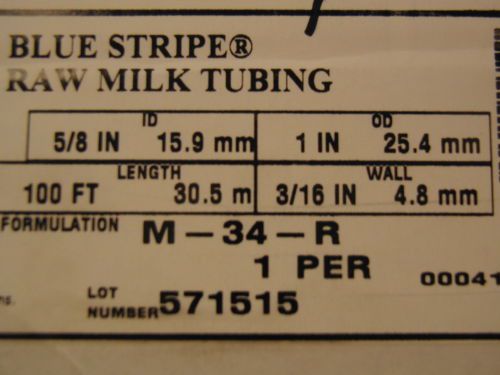 BLUE STRIPE®
RAW MILK TUBING
ID OD
5/8 IN 15.9 mm 1 IN 25.4 mm
LENGTH WALL
100 FT 30.5 m 3/16 IN 4.8 mm
FORMULATION M-34-R
1 PER
00041
LOT
NUMBER 571515